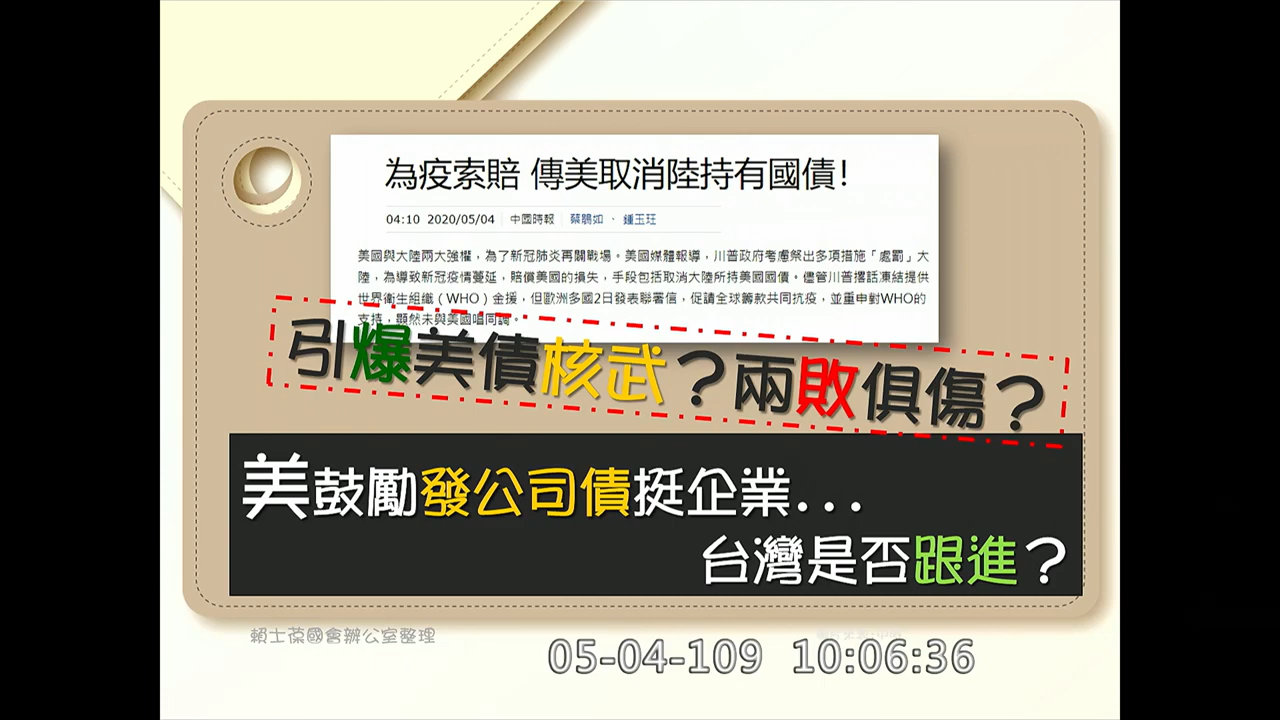 為疫索賠 傳美取消陸持有國債!
04:10 2020/05/04 中國時報 蔡鵑如、鍾玉玨
美國與大陸兩大強權,為了新冠肺炎再闢戰場。美國媒體報導,川普政府考慮祭出多項措施「處罰」大
陸,為導致新冠疫情蔓延,賠償美國的損失,手段包括取消大陸所持美國國債。儘管川普撂話凍結提供
世界衛生組織(WHO)金援,但歐洲多國2日發表聯署信,促請全球籌款共同抗疫,並重申對WHO的
支持,顯然未與美國唱同調。
引爆美債核武?兩敗俱傷?
美鼓勵發公司債挺企業...
台灣是否跟進?
賴士葆國會辦公室整理
05-04-109 10:06:36